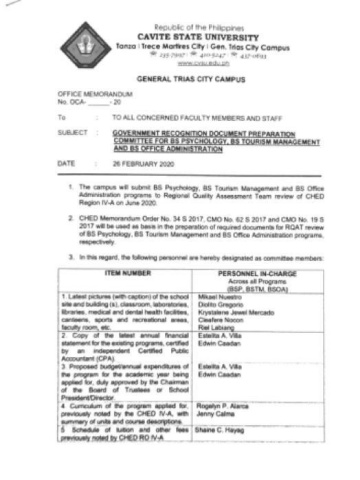 Republic of the Philippines
CAVITE STATE UNIVERSITY
Tanza | Trece Martires City | Gen. Trias City Campus
www.cvsu.edu.ph
GENERAL TRIAS CITY CAMPUS
OFFICE MEMORANDUM
No. OCA: ______ - 20
To : TO ALL CONCERNED FACULTY MEMBERS AND STAFF
SUBJECT : GOVERNMENT RECOGNITION DOCUMENT PREPARATION
COMMITTEE FOR BS PSYCHOLOGY, BS TOURISM MANAGEMENT
AND BS OFFICE ADMINISTRATION
DATE : 26 FEBRUARY 2020
1. The campus will submit BS Psychology, BS Tourism Management and BS Office
Administration programs to Regional Quality Assessment Team review of CHED
Region IV-A on June 2020.
2. CHED Memorandum Order No. 34 S 2017, CMO No. 62 S 2017 and CMO No. 19 S
2017 will be used as basis in the preparation of required documents for RQAT review
of BS Psychology, BS Tourism Management and BS Office Administration programs,
respectively.
3. In this regard, the following personnel are hereby designated as committee members:
ITEM NUMBER
PERSONNEL IN-CHARGE
Across all Programs
(BSP, BSTM, BSOA)
1. Latest pictures (with caption) of the school
site and building (s), classroom, laboratories,
libraries, medical and dental health facilities,
canteens, sports and recreational areas,
faculty room, etc.
Mikael Nuestro
Dolito Gregorio
Krystalene Jewel Mercado
Cleafere Nocon
Riel Labiang
2. Copy of the latest annual financial
statement for the existing programs, certified
by an independent Certified Public
Accountant (CPA)
Estelita A. Villa
Edwin Casdan
3. Proposed budget/annual expenditures of
the program for the academic year being
applied for, duly approved by the Chairman
of the Board of Trustees or School
President/Director
Estelita A. Villa
Edwin Casdan
4. Curriculum of the program applied for,
previously noted by the CHED IV-A, with
summary of units and course descriptions.
Rogelyn P. Alarca
Jenny Calma
5. Schedule of tuition and other fees
previously noted by CHED RO IV-A
Shaine C. Hayag